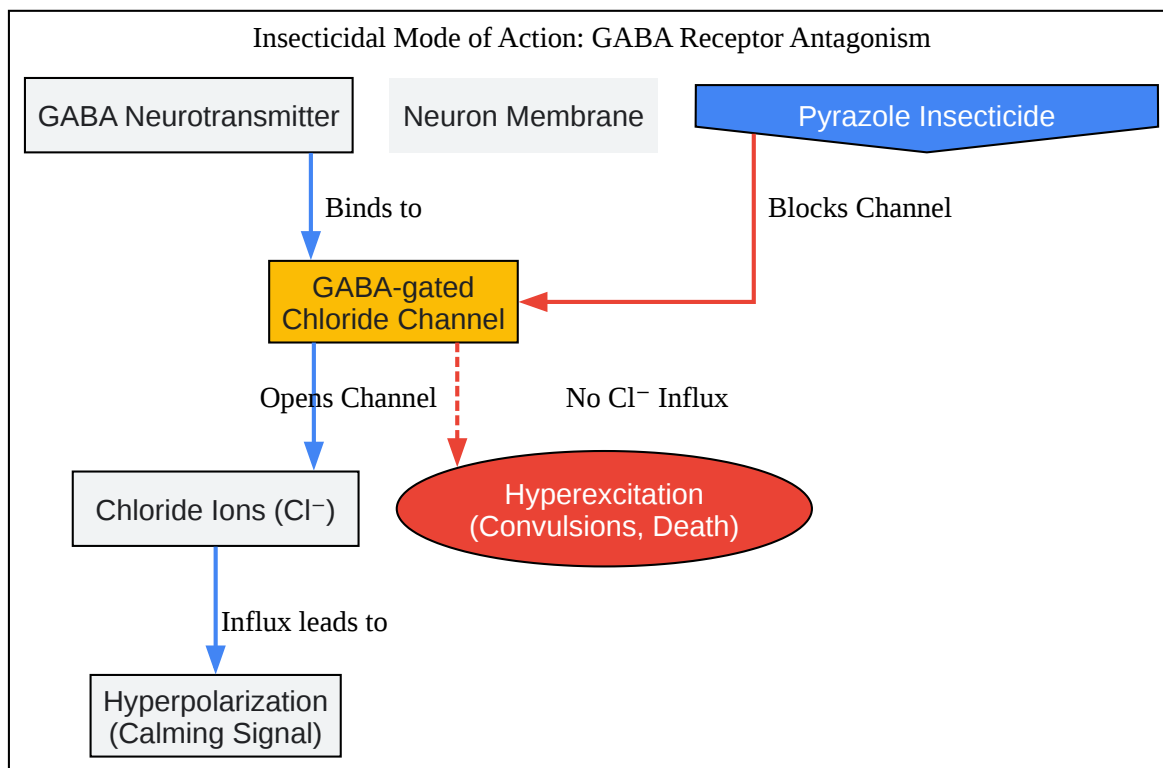 Insecticidal Mode of Action: GABA Receptor Antagonism
GABA Neurotransmitter
Neuron Membrane
Pyrazole Insecticide
Binds to
Blocks Channel
GABA-gated
Chloride Channel
Opens Channel
No Cl⁻ Influx
Chloride Ions (Cl⁻)
Hyperexcitation
(Convulsions, Death)
Influx leads to
Hyperpolarization
(Calming Signal)